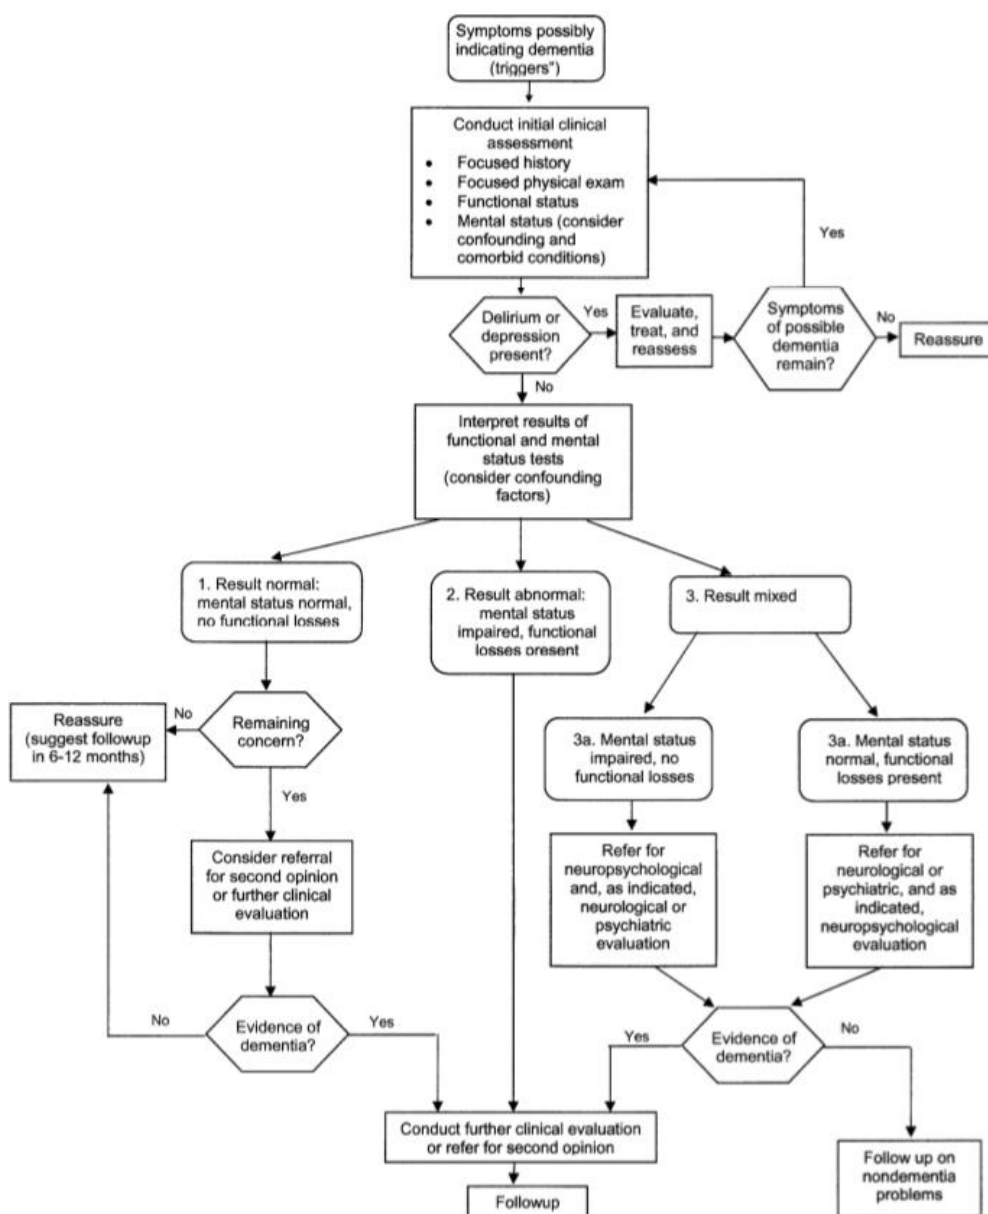 Symptoms possibly
indicating dementia
(triggers")
Conduct initial clinical
assessment
• Focused history
• Focused physical exam
• Functional status
• Mental status (consider
confounding and
comorbid conditions)
Yes
Delirium or
depression
present?
Yes
Evaluate,
treat, and
reassess
Symptoms
of possible
dementia
remain?
No
Reassure
No
Interpret results of
functional and mental
status tests
(consider confounding
factors)
1. Result normal:
mental status normal,
no functional losses
2. Result abnormal:
mental status
impaired, functional
losses present
3. Result mixed
Reassure
(suggest followup
in 6-12 months)
No
Remaining
concern?
3a. Mental status
impaired, no
functional losses
3a. Mental status
normal, functional
losses present
Yes
Consider referral
for second opinion
or further clinical
evaluation
Refer for
neuropsychological
and, as indicated,
neurological or
psychiatric
evaluation
Refer for
neurological or
psychiatric, and as
indicated,
neuropsychological
evaluation
No
Evidence of
dementia?
Yes
Yes
Evidence of
dementia?
No
Conduct further clinical evaluation
or refer for second opinion
Follow up on
nondementia
problems
Followup